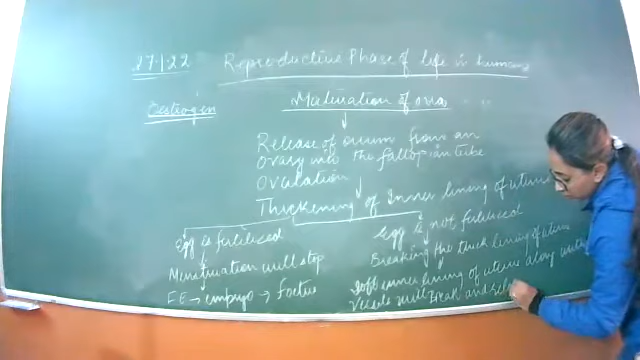 27-1-22 Reproductive Phase of life in humans
Oestrogen
Maturation of ova
Release of ovum from an
Ovary into the fallopian tube
Ovulation
Thickening of Inner lining of uterus
Egg is fertilised
Egg is not fertilised
Menstruation will stop
Breaking the thick lining of uterus
FE → embryo → Foetus
Soft inner lining of uterus along with
Vessels will break and rele